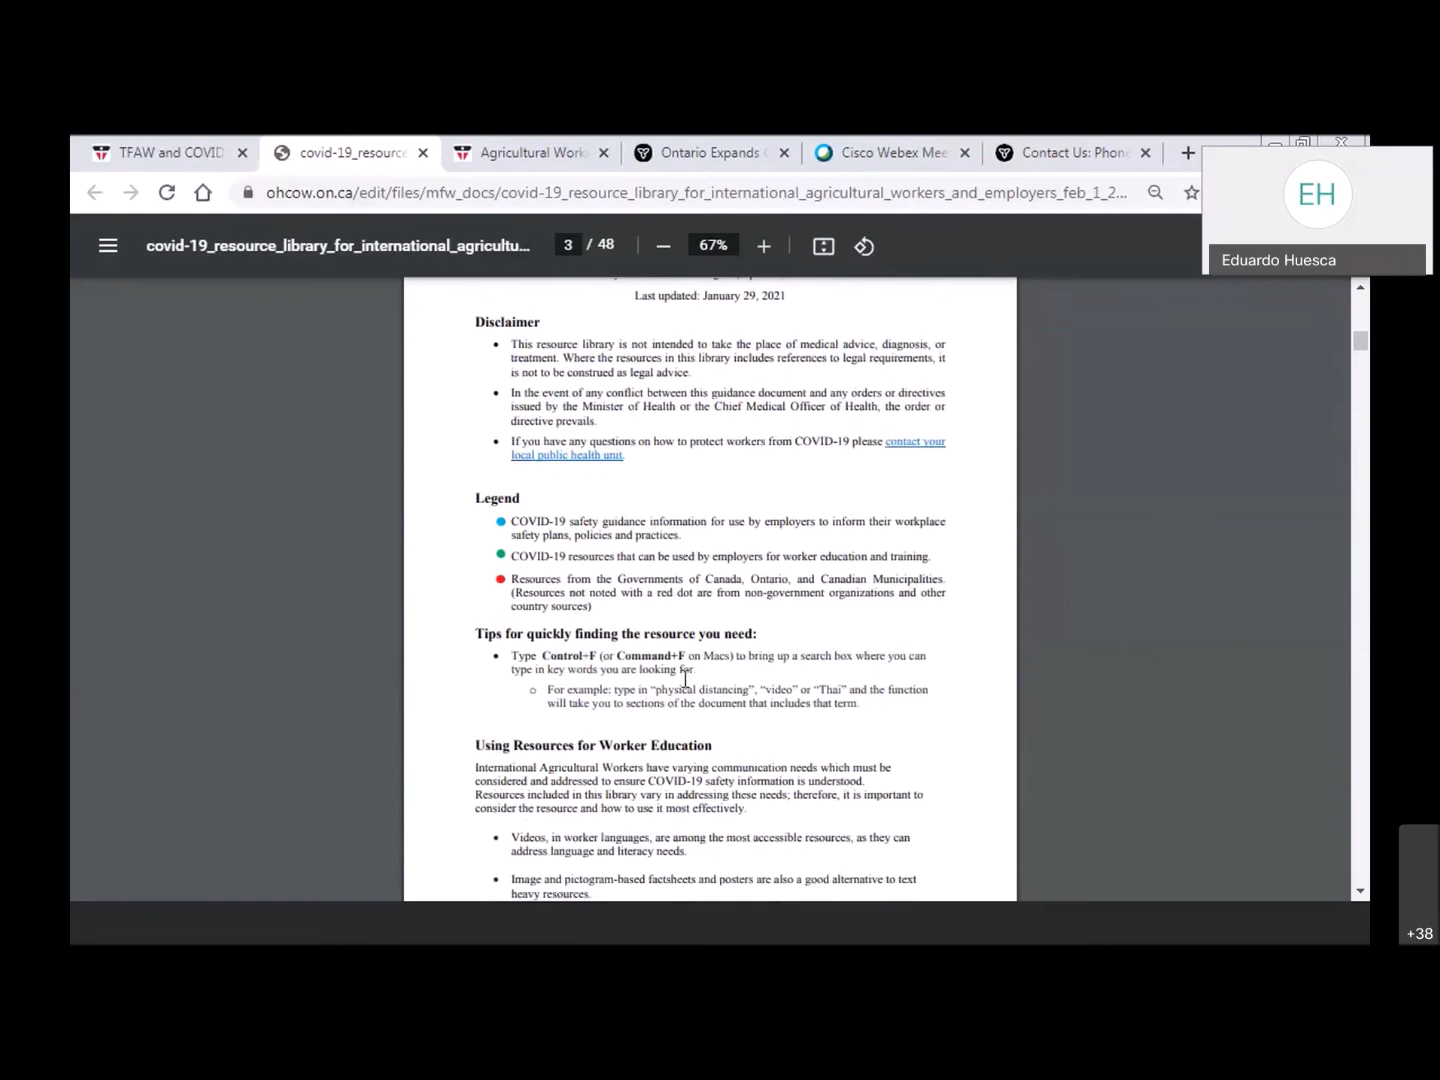 TFAW and COVID
covid-19_resource
Agricultural Work
Ontario Expands
Cisco Webex Mee
Contact Us: Phon
ohcow.on.ca/edit/files/mfw_docs/covid-19_resource_library_for_international_agricultural_workers_and_employers_feb_1_2...
EH
Eduardo Huesca
covid-19_resource_library_for_international_agricultu...
3 / 48
67%
Last updated: January 29, 2021
Disclaimer
• This resource library is not intended to take the place of medical advice, diagnosis, or
treatment. Where the resources in this library includes references to legal requirements, it
is not to be construed as legal advice.
• In the event of any conflict between this guidance document and any orders or directives
issued by the Minister of Health or the Chief Medical Officer of Health, the order or
directive prevails.
• If you have any questions on how to protect workers from COVID-19 please contact your
local public health unit.
Legend
COVID-19 safety guidance information for use by employers to inform their workplace
safety plans, policies and practices.
COVID-19 resources that can be used by employers for worker education and training.
Resources from the Governments of Canada, Ontario, and Canadian Municipalities.
(Resources not noted with a red dot are from non-government organizations and other
country sources)
Tips for quickly finding the resource you need:
• Type Control+F (or Command+F on Macs) to bring up a search box where you can
type in key words you are looking for
o For example: type in “physical distancing”, “video” or “Thai” and the function
will take you to sections of the document that includes that term.
Using Resources for Worker Education
International Agricultural Workers have varying communication needs which must be
considered and addressed to ensure COVID-19 safety information is understood.
Resources included in this library vary in addressing these needs; therefore, it is important to
consider the resource and how to use it most effectively.
• Videos, in worker languages, are among the most accessible resources, as they can
address language and literacy needs.
• Image and pictogram-based factsheets and posters are also a good alternative to text
heavy resources.
+38